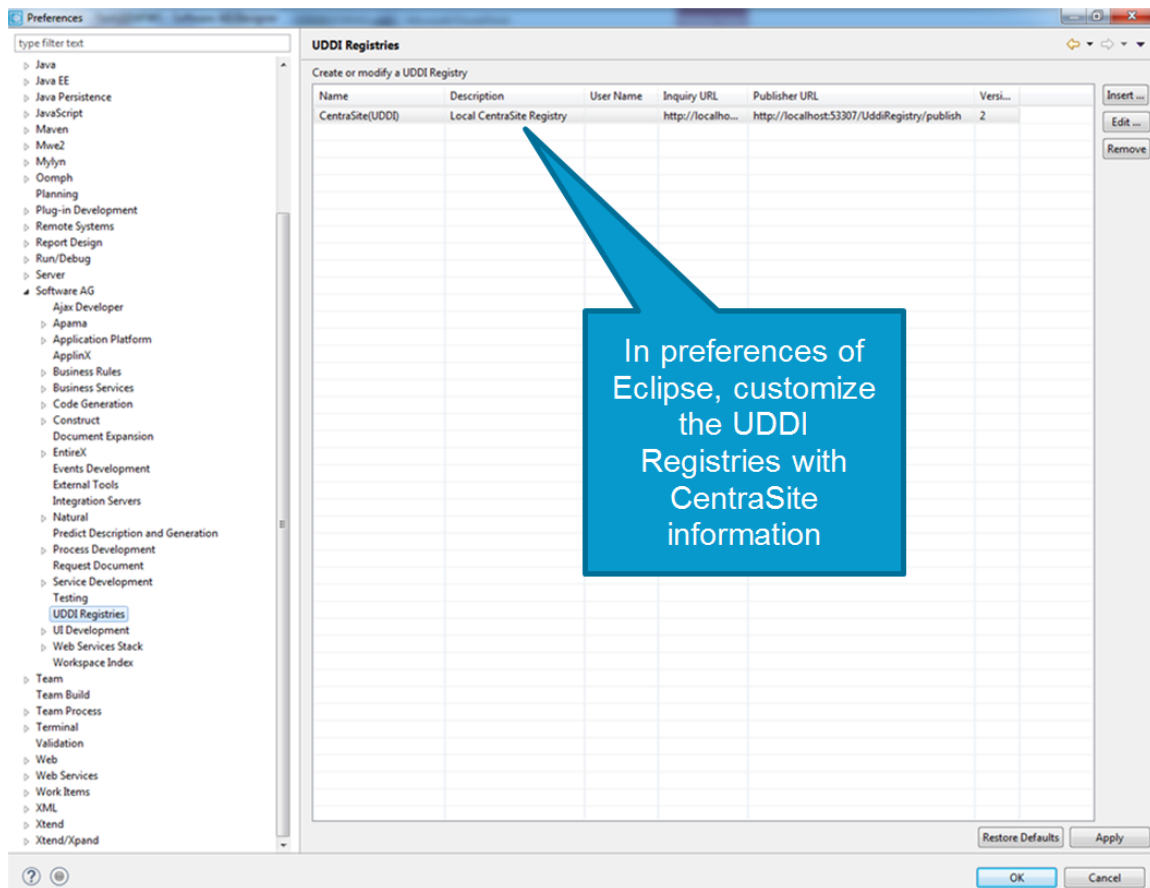 Preferences
type filter text
Java
Java EE
Java Persistence
JavaScript
Maven
Mwe2
Mylyn
Oomph
Planning
Plug-in Development
Remote Systems
Report Design
Run/Debug
Server
Software AG
Ajax Developer
Apama
Application Platform
ApplinX
Business Rules
Business Services
Code Generation
Construct
Document Expansion
EntireX
Events Development
External Tools
Integration Servers
Natural
Predict Description and Generation
Process Development
Request Document
Service Development
Testing
UDDI Registries
UI Development
Web Services Stack
Workspace Index
Team
Team Build
Team Process
Terminal
Validation
Web
Web Services
Work Items
XML
Xtend
Xtend/Xpand
UDDI Registries
Create or modify a UDDI Registry
Name Description User Name Inquiry URL Publisher URL Versi...
CentraSite(UDDI) Local CentraSite Registry http://localho... http://localhost:53307/UddiRegistry/publish 2
Insert ...
Edit ...
Remove
In preferences of
Eclipse, customize
the UDDI
Registries with
CentraSite
information
Restore Defaults Apply
OK Cancel